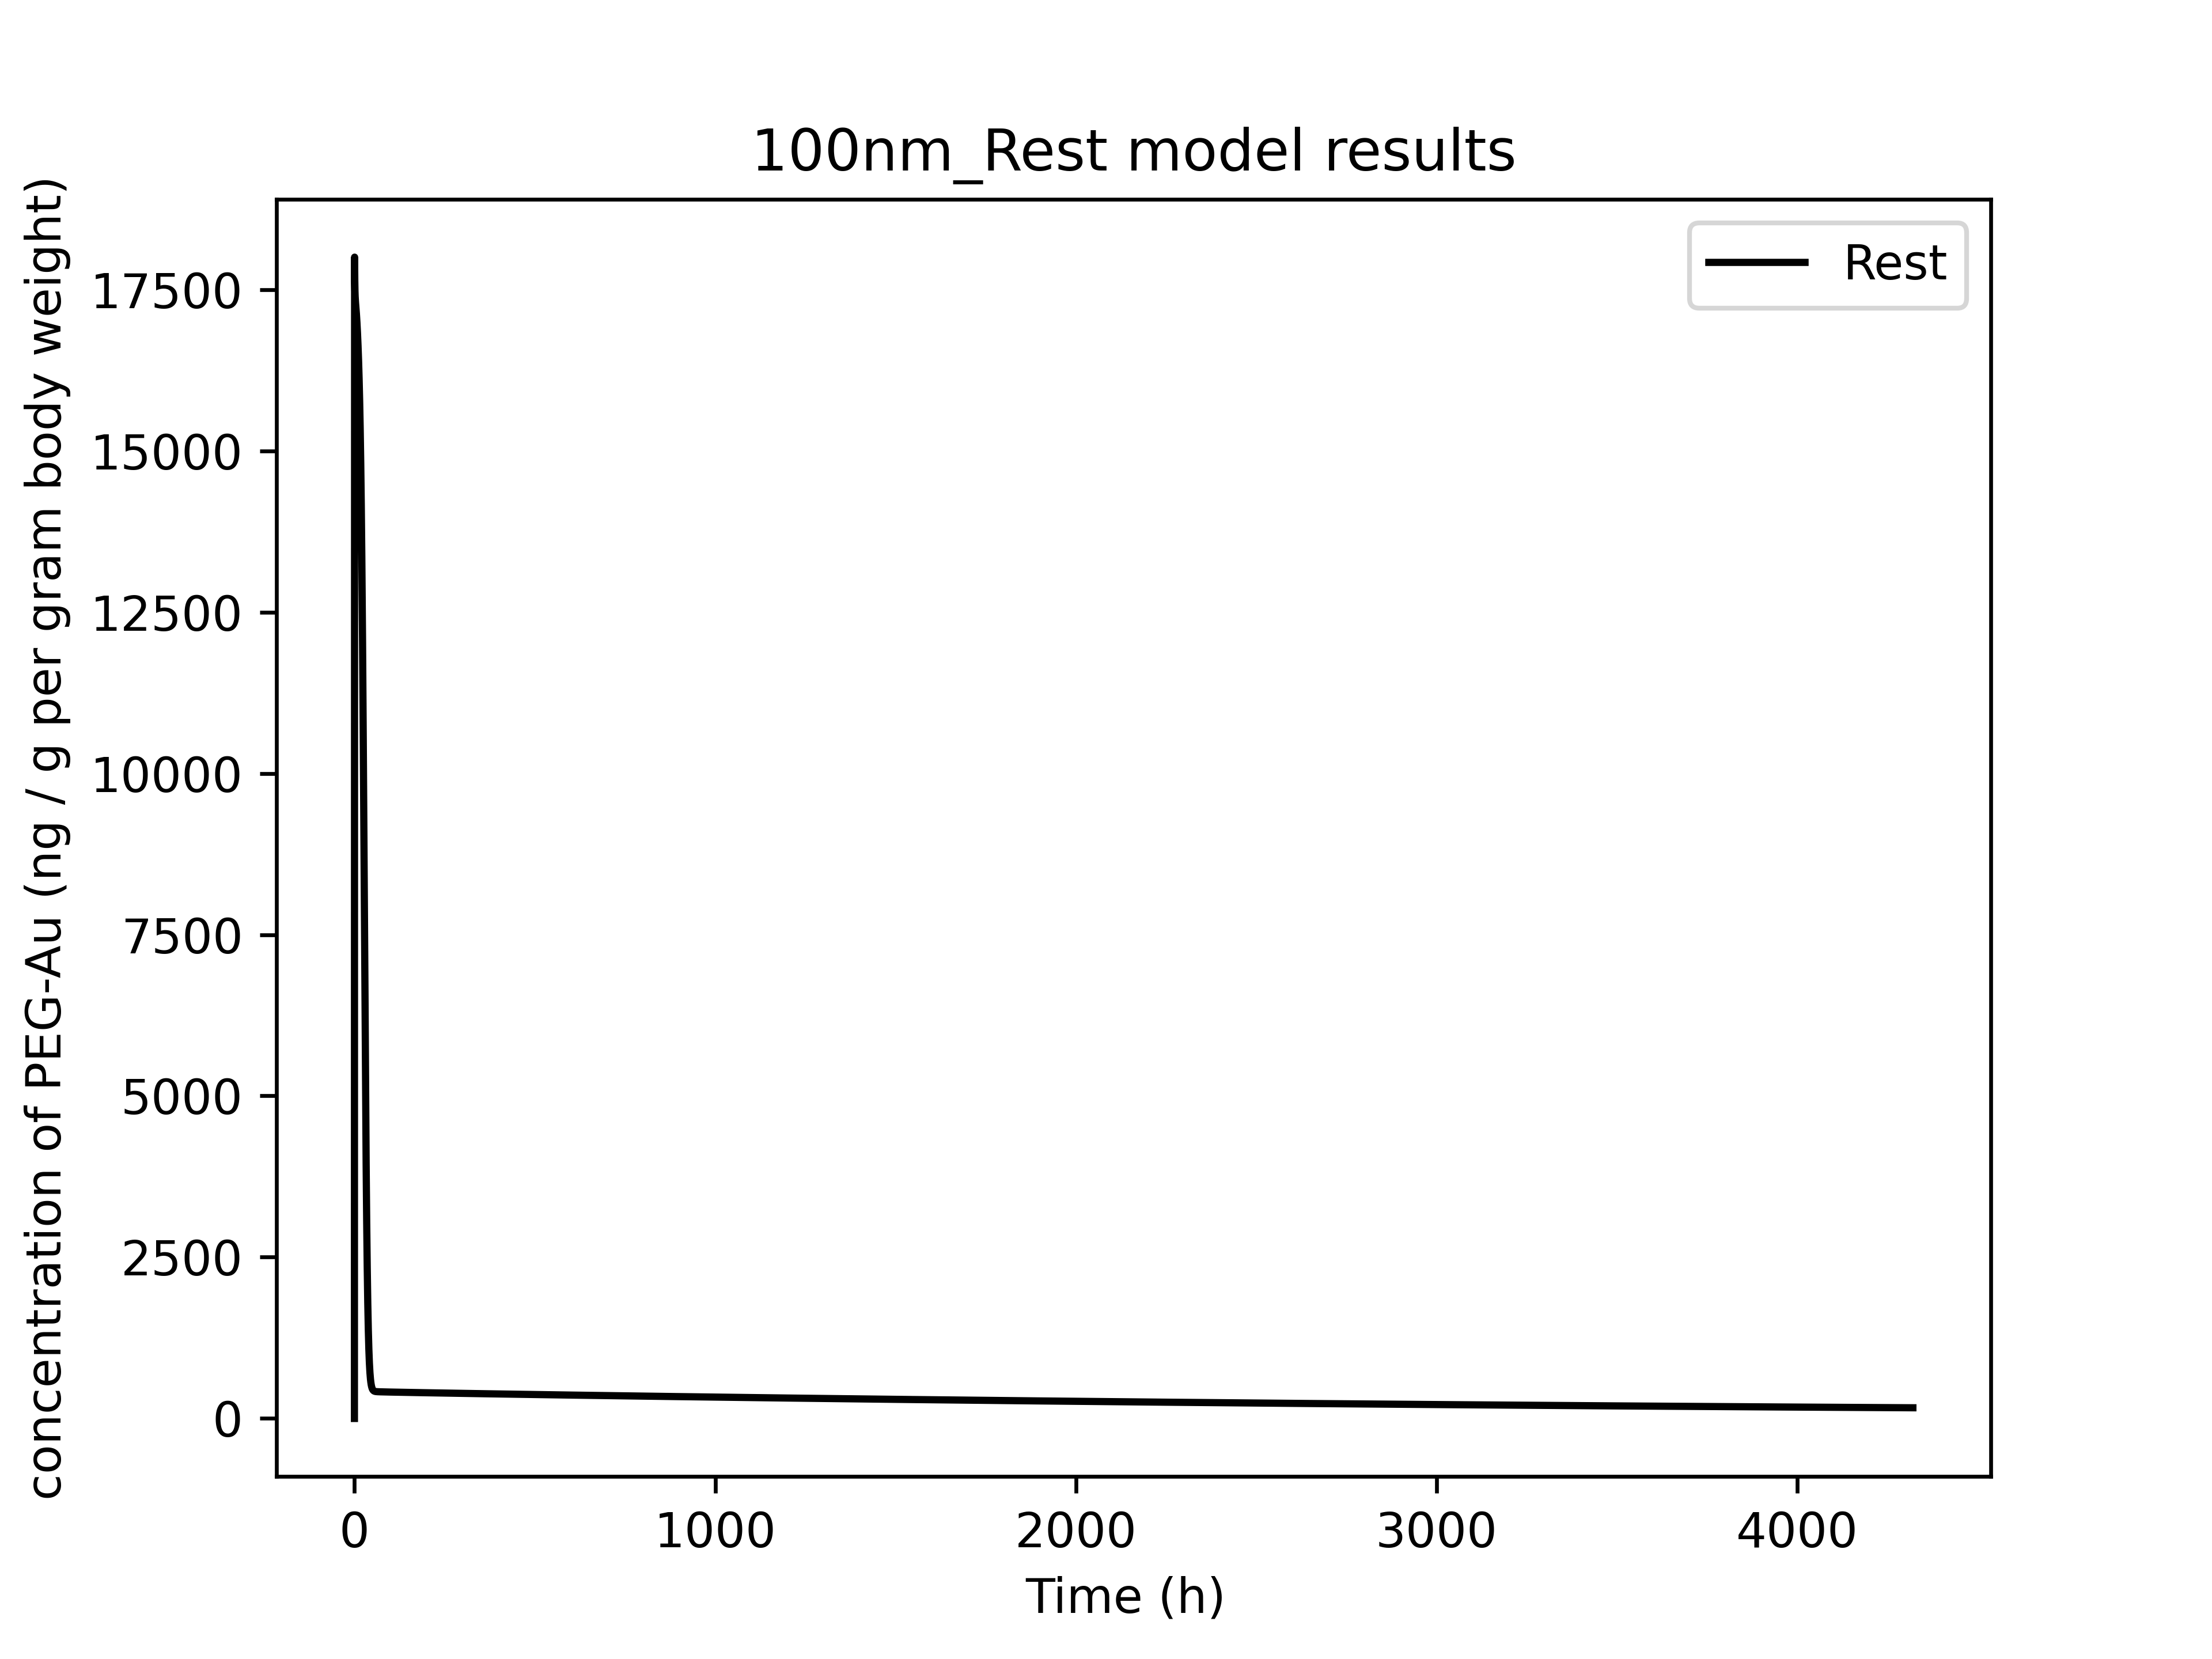 100nm_Rest model results
Rest
concentration of PEG-Au (ng / g per gram body weight)
17500
15000
12500
10000
7500
5000
2500
0
0 1000 2000 3000 4000
Time (h)